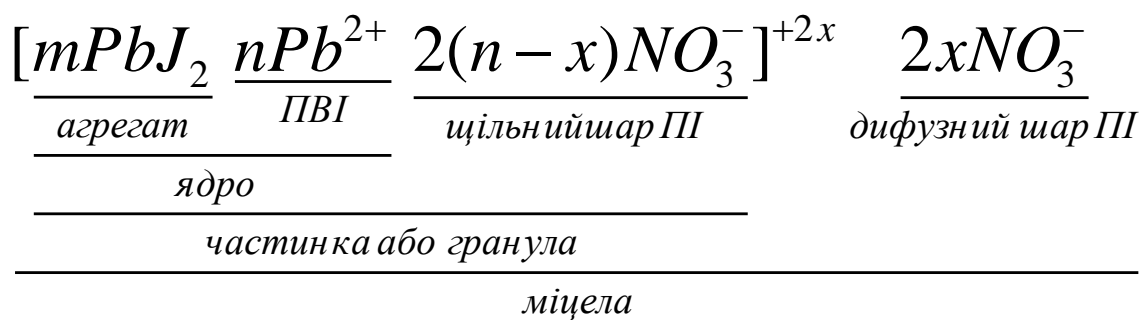 [mPbJ₂ nPb²⁺ 2(n − x)NO₃⁻]⁺²ˣ 2xNO₃⁻
агрегат ПВІ щільнийшар ПІ дифузний шар ПІ
ядро
частинка або гранула
міцела